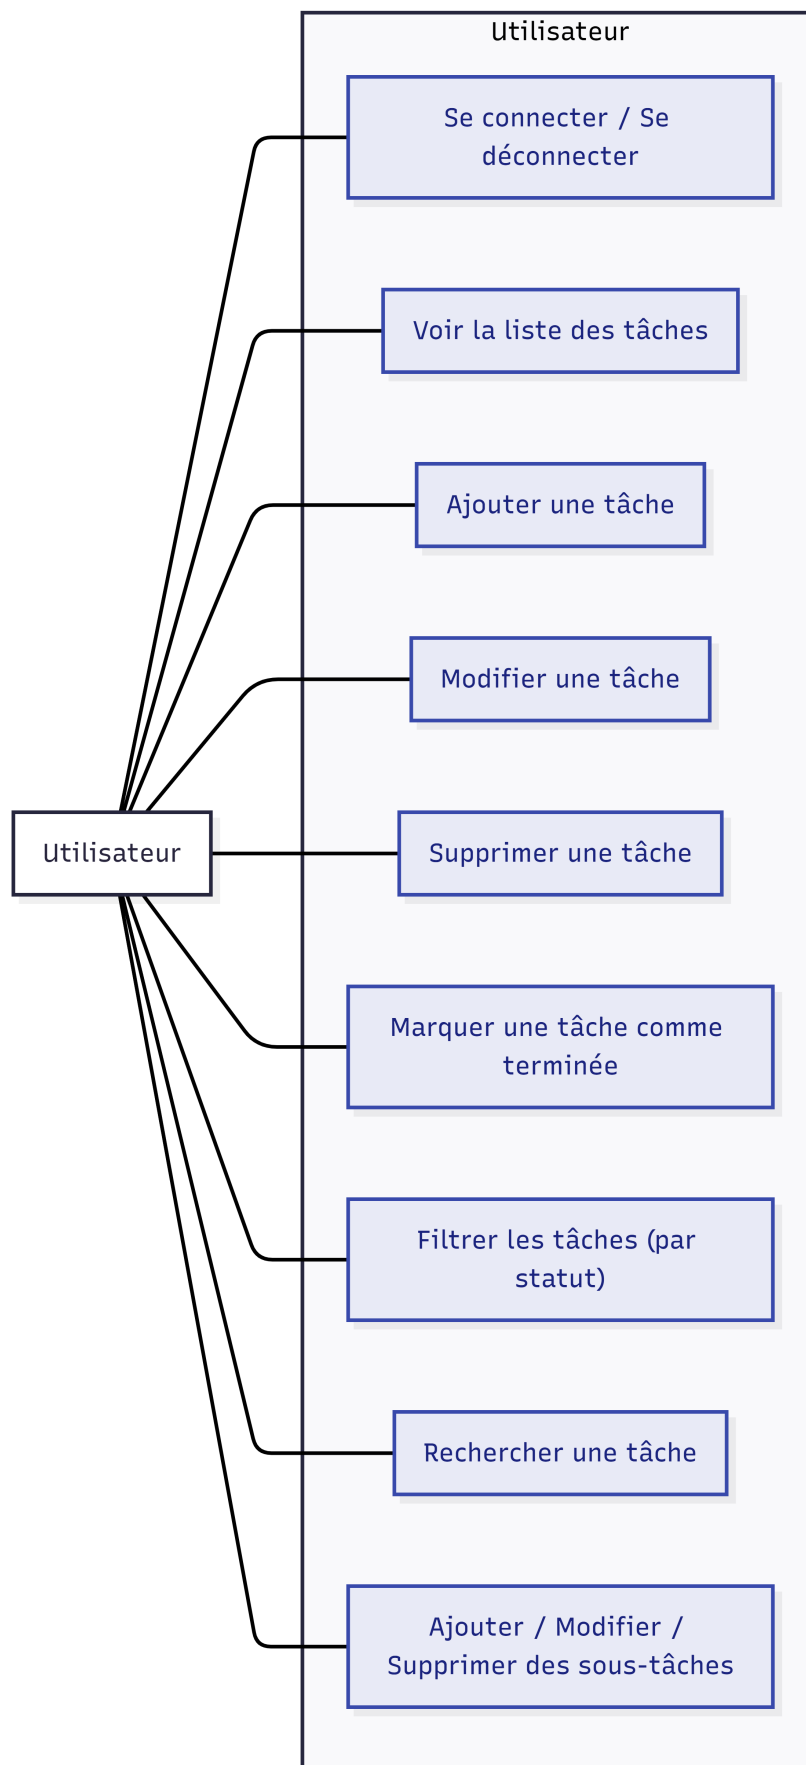 Utilisateur
Se connecter / Se
déconnecter
Voir la liste des tâches
Ajouter une tâche
Modifier une tâche
Utilisateur
Supprimer une tâche
Marquer une tâche comme
terminée
Filtrer les tâches (par
statut)
Rechercher une tâche
Ajouter / Modifier /
Supprimer des sous-tâches